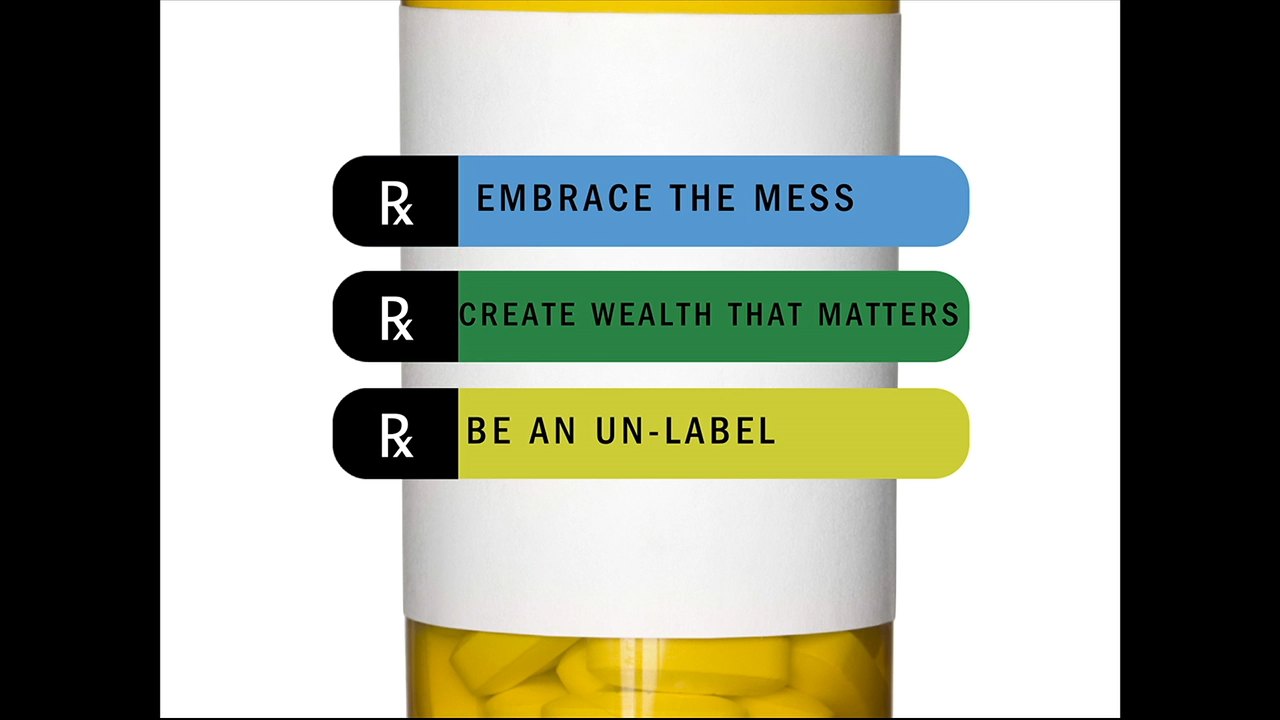 ℞ EMBRACE THE MESS
℞ CREATE WEALTH THAT MATTERS
℞ BE AN UN-LABEL